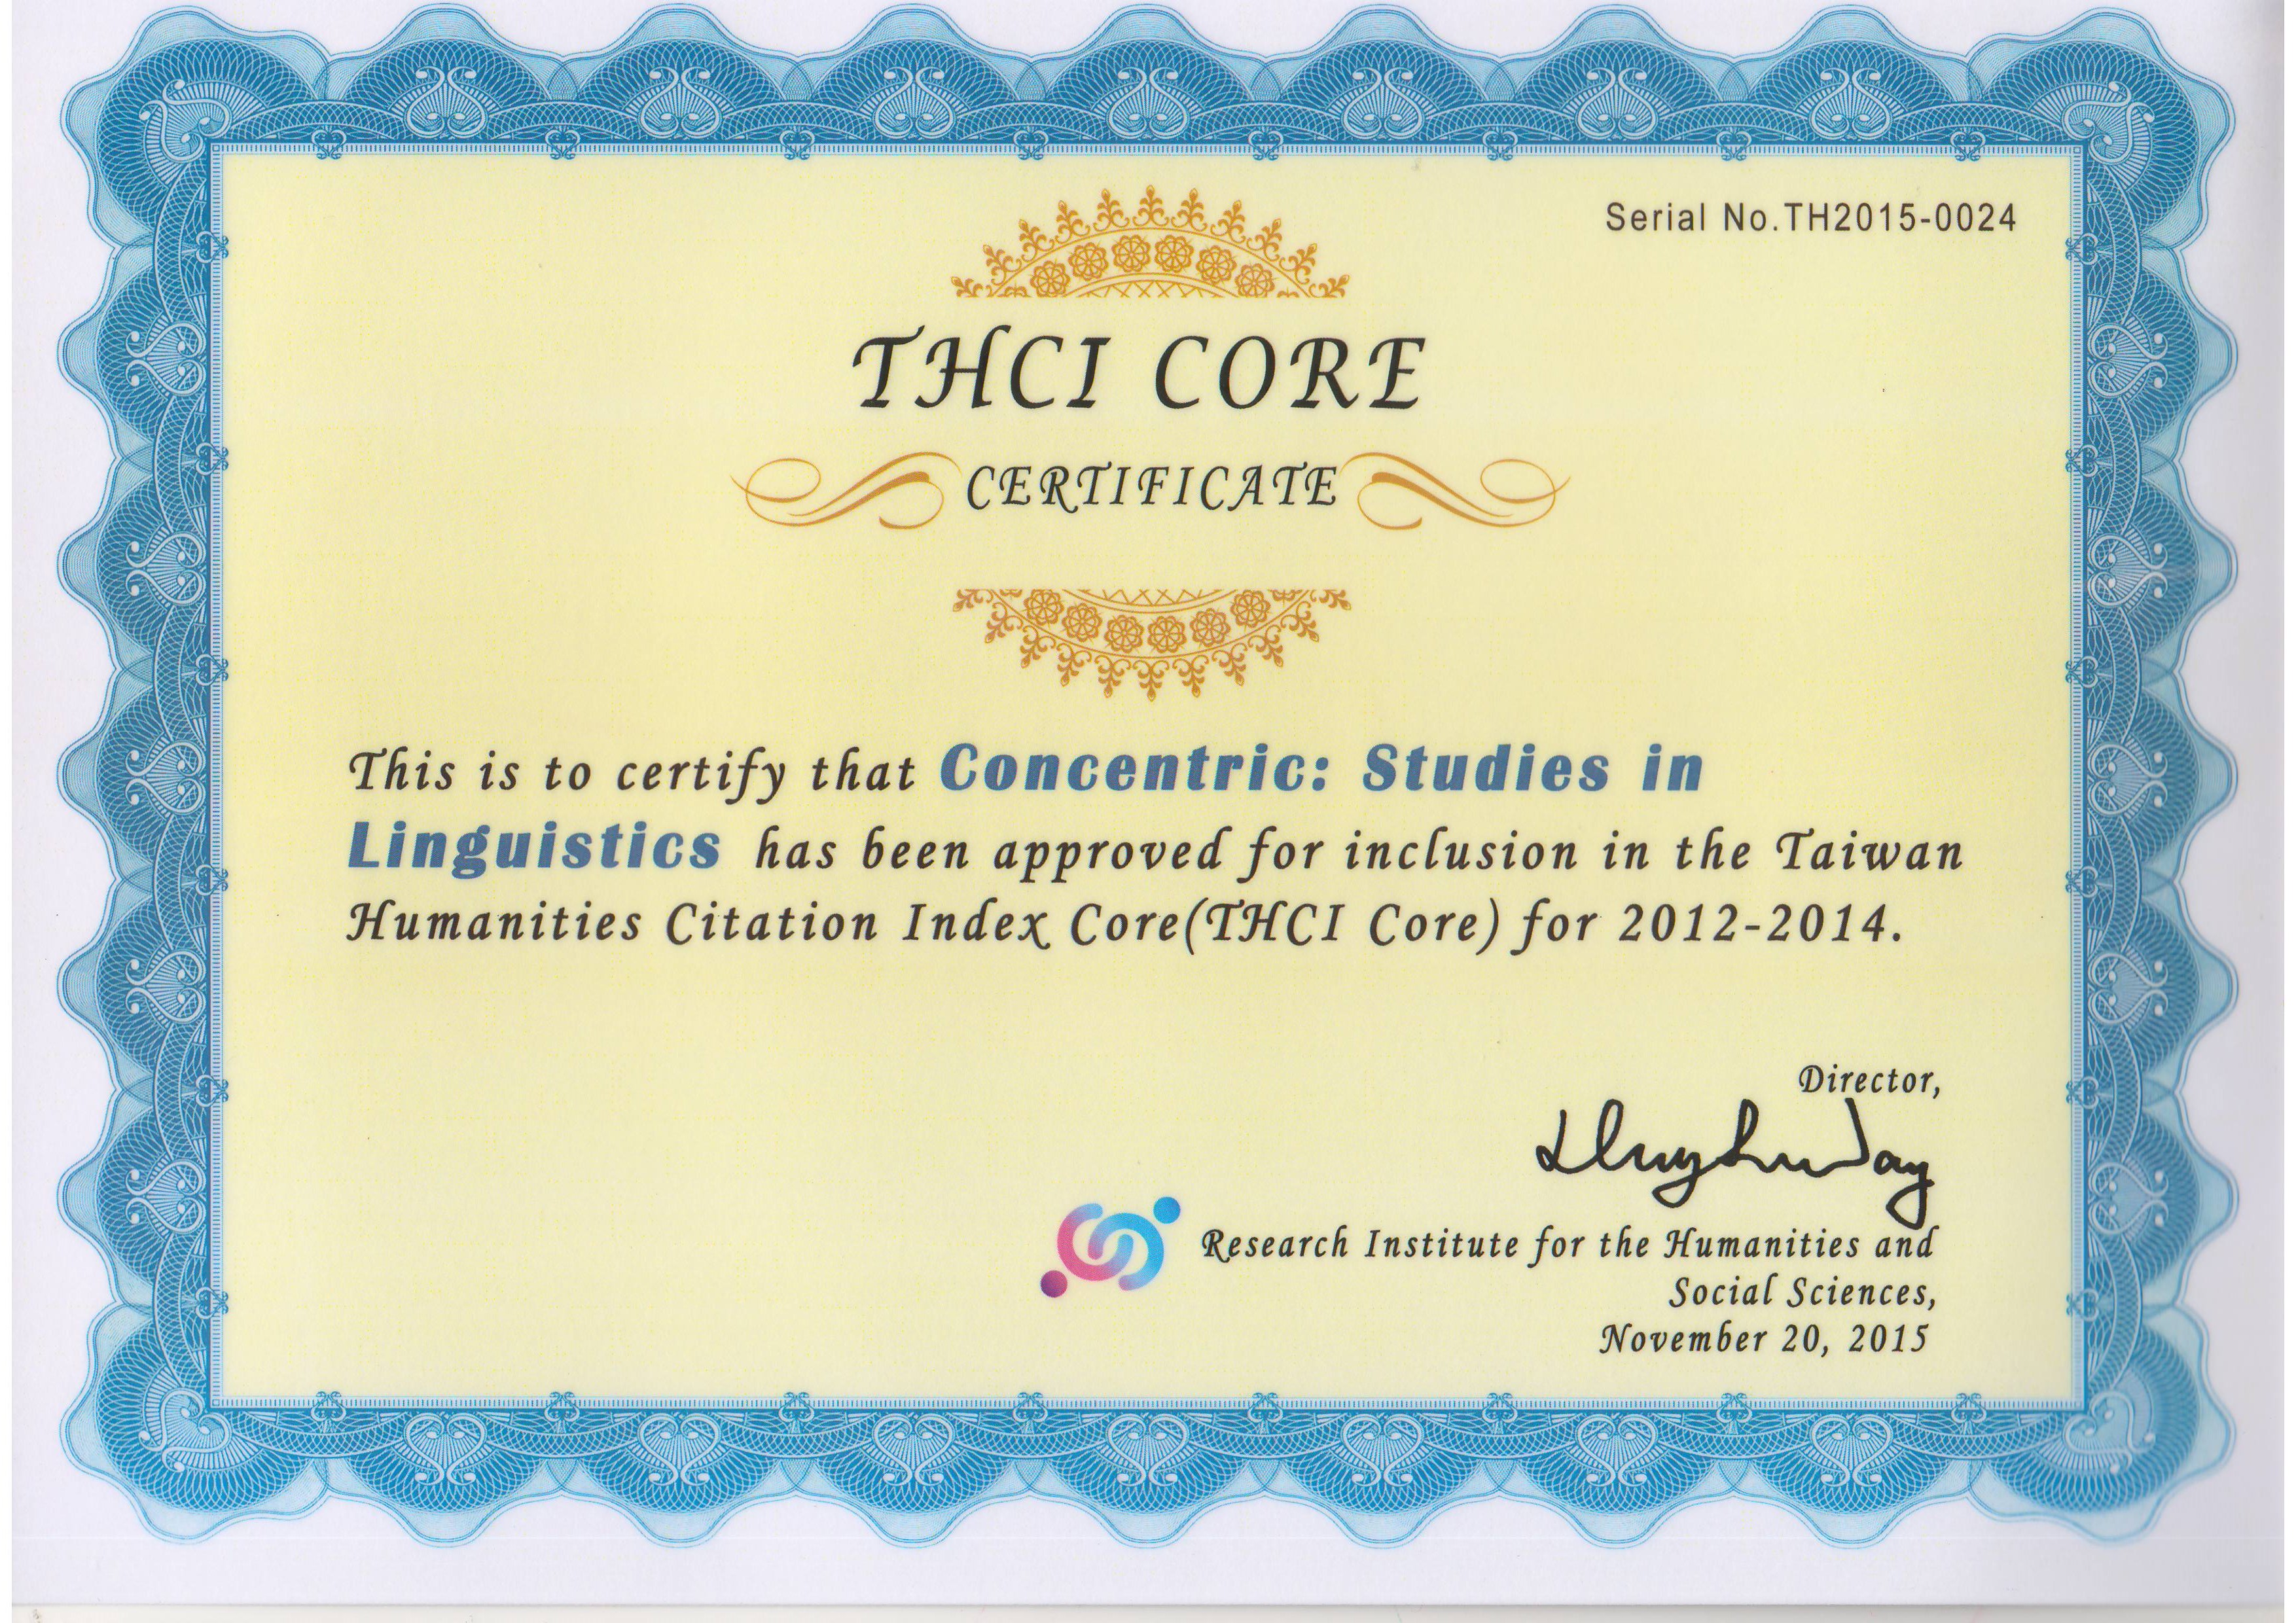 Serial No.TH2015-0024
THCI CORE
CERTIFICATE
This is to certify that Concentric: Studies in
Linguistics has been approved for inclusion in the Taiwan
Humanities Citation Index Core(THCI Core) for 2012-2014.
Director,
Research Institute for the Humanities and
Social Sciences,
November 20, 2015